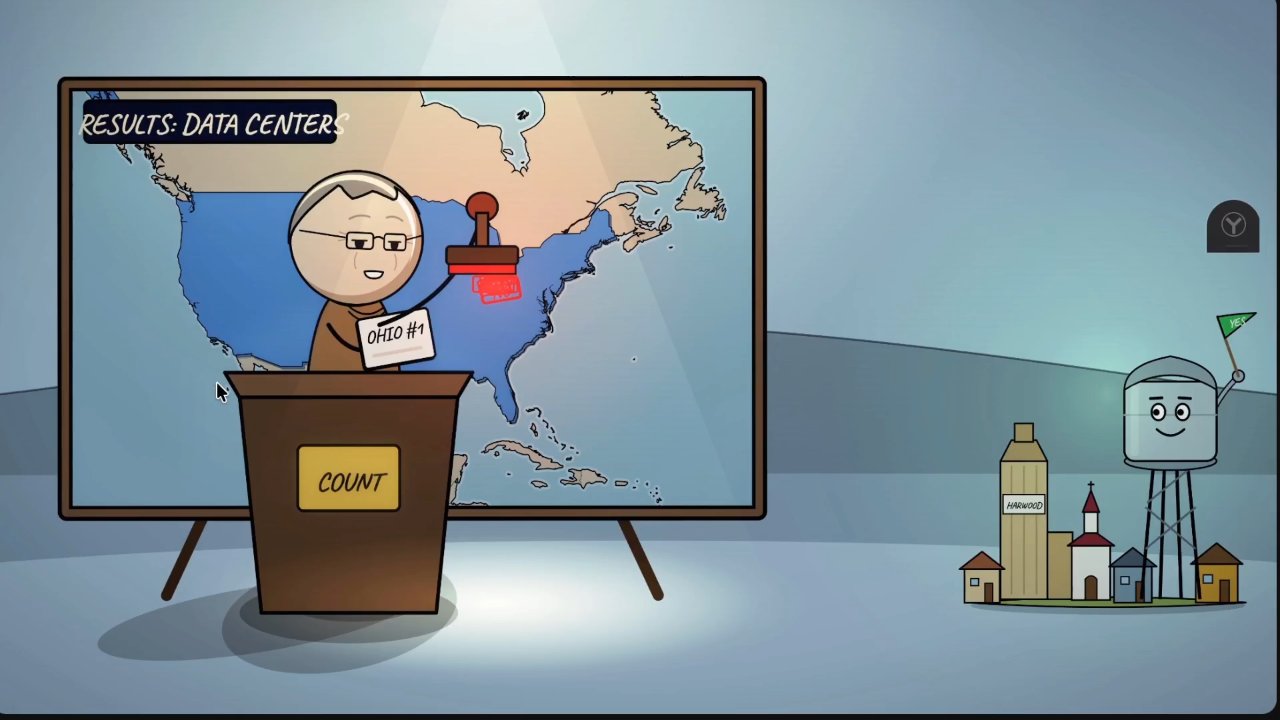 RESULTS: DATA CENTERS
OHIO #1
COUNT
HARWOOD
YES